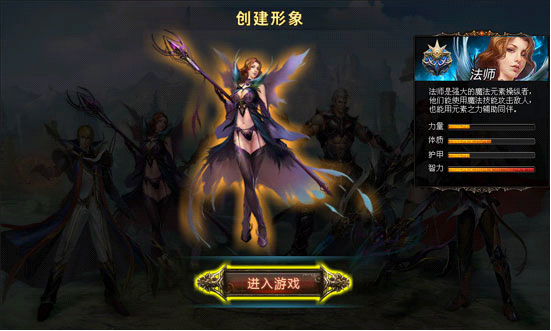 创建形象
法师
法师是强大的魔法元素操纵者，
他们能使用魔法技能攻击敌人，
也能用元素之力辅助同伴。
力量
体质
护甲
智力
进入游戏